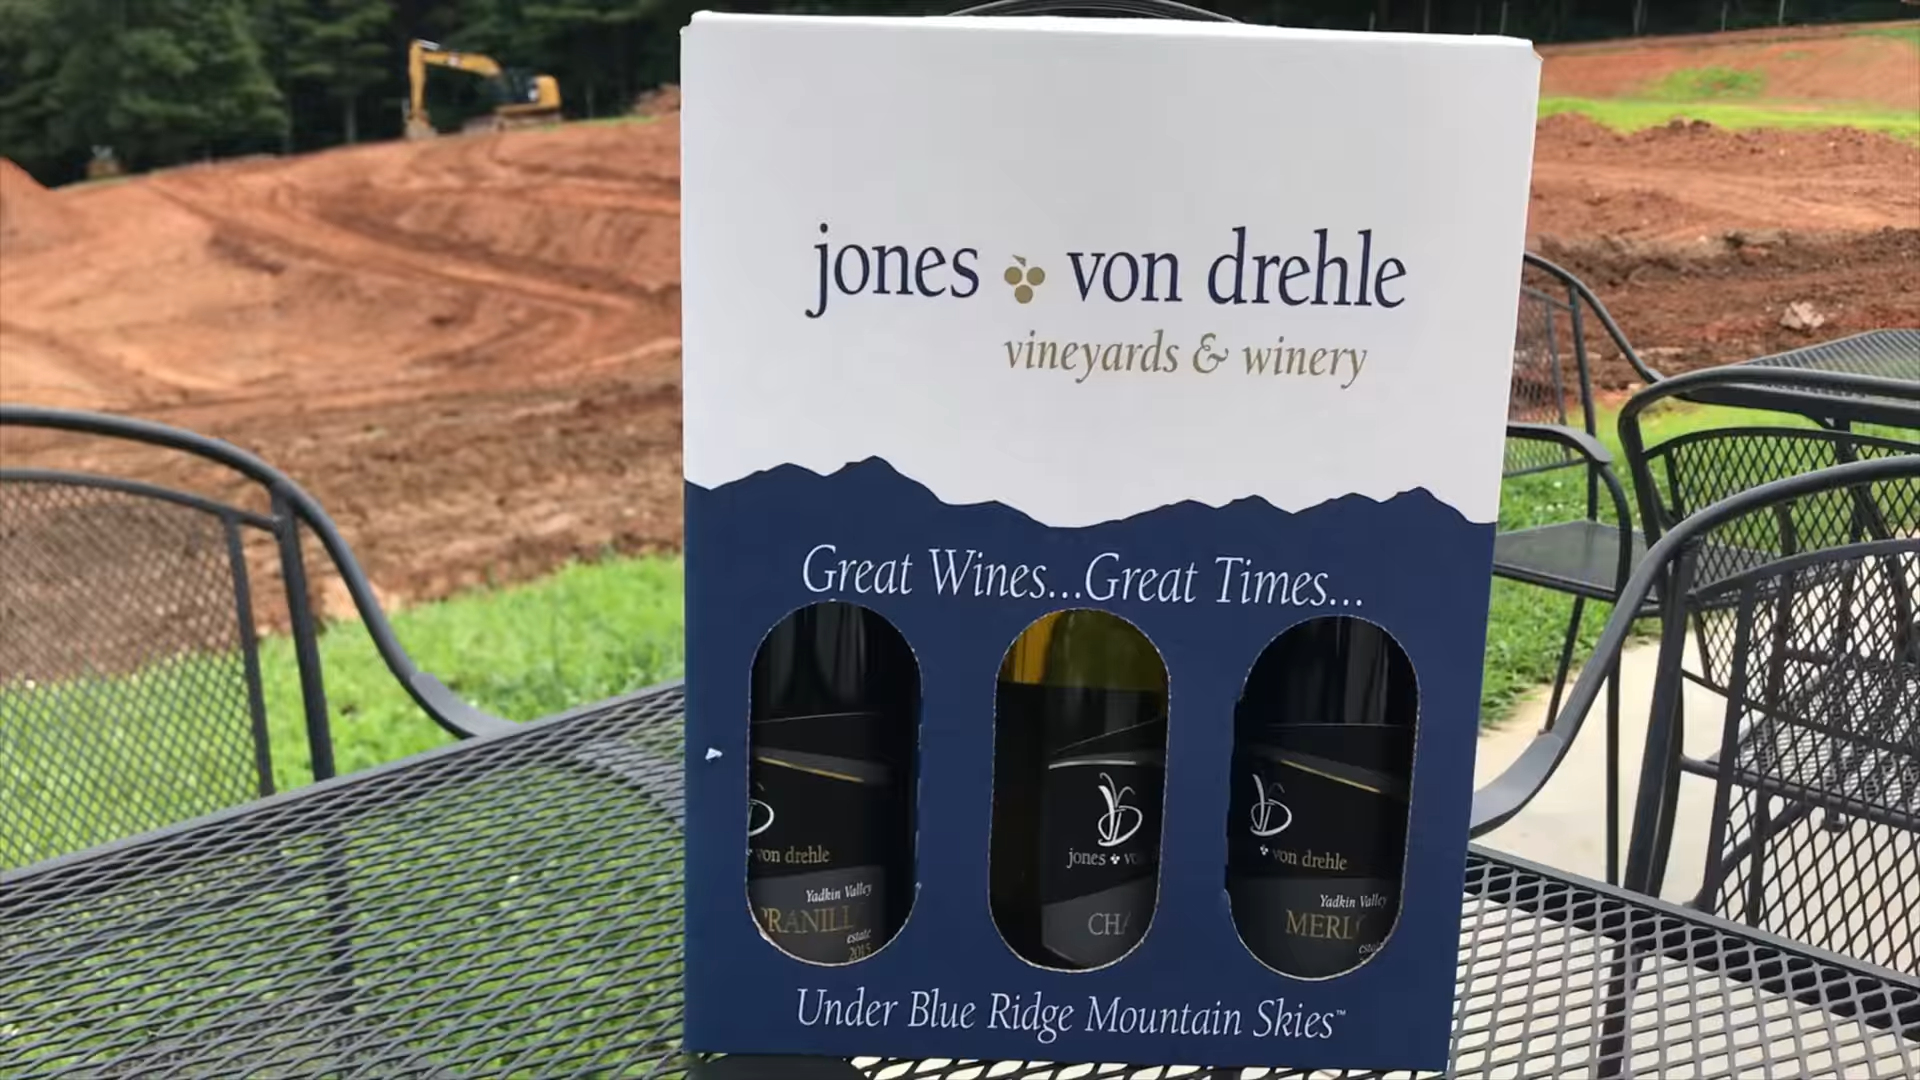 jones von drehle
vineyards & winery
Great Wines...Great Times...
von drehle
Yadkin Valley
PRANILL
estate
2015
jones
CHA
von drehle
Yadkin Valley
MERL
Under Blue Ridge Mountain Skies™